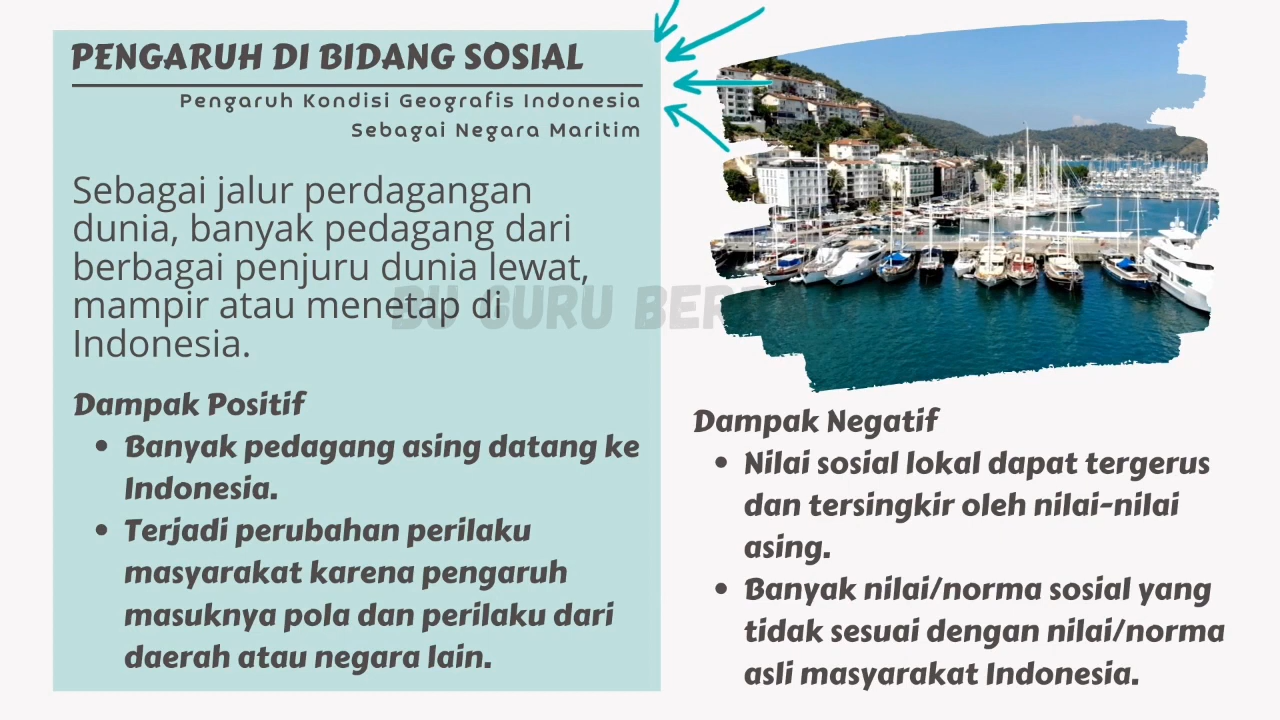 PENGARUH DI BIDANG SOSIAL
Pengaruh Kondisi Geografis Indonesia
Sebagai Negara Maritim
Sebagai jalur perdagangan
dunia, banyak pedagang dari
berbagai penjuru dunia lewat,
mampir atau menetap di
Indonesia.
BU GURU
Dampak Positif
• Banyak pedagang asing datang ke
Indonesia.
• Terjadi perubahan perilaku
masyarakat karena pengaruh
masuknya pola dan perilaku dari
daerah atau negara lain.
Dampak Negatif
• Nilai sosial lokal dapat tergerus
dan tersingkir oleh nilai-nilai
asing.
• Banyak nilai/norma sosial yang
tidak sesuai dengan nilai/norma
asli masyarakat Indonesia.